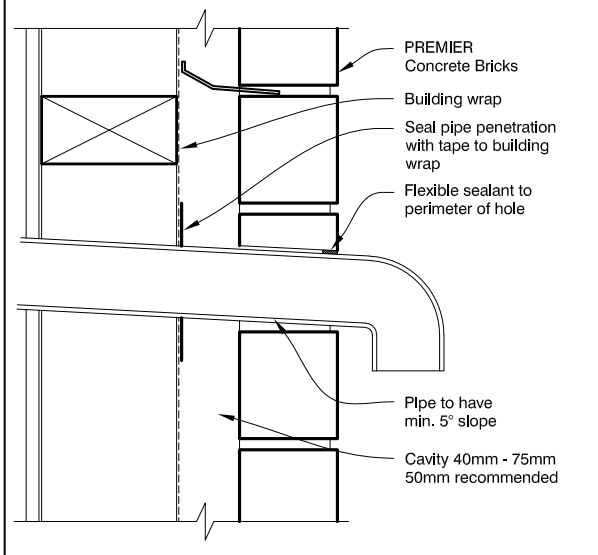 PREMIER
Concrete Bricks
Building wrap
Seal pipe penetration
with tape to building
wrap
Flexible sealant to
perimeter of hole
Pipe to have
min. 5° slope
Cavity 40mm - 75mm
50mm recommended